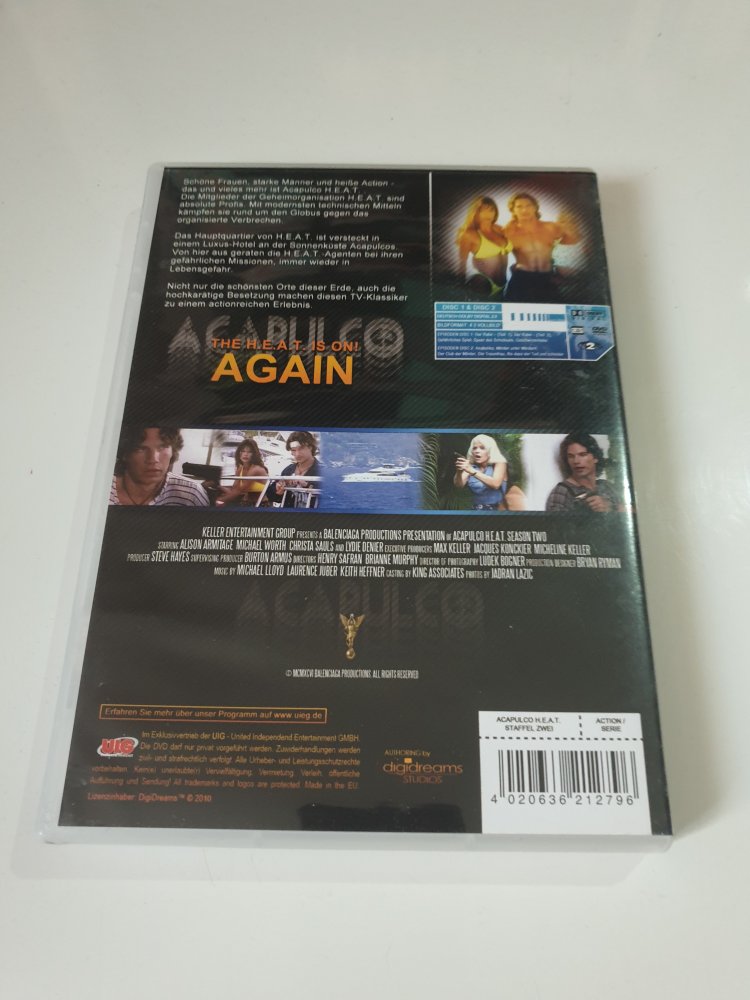 Schöne Frauen, starke Männer und heiße Action -
das und vieles mehr ist Acapulco H.E.A.T.
Die Mitglieder der Geheimorganisation H.E.A.T. sind
absolute Profis. Mit modernsten technischen Mitteln
kämpfen sie rund um den Globus gegen das
organisierte Verbrechen.
Das Hauptquartier von H.E.A.T. ist versteckt in
einem Luxus-Hotel an der Sonnenküste Acapulcos.
Von hier aus geraten die H.E.A.T.-Agenten bei ihren
gefährlichen Missionen, immer wieder in
Lebensgefahr.
Nicht nur die schönsten Orte dieser Erde, auch die
hochkarätige Besetzung machen diesen TV-Klassiker
zu einem actionreichen Erlebnis.
DISC 1 & DISC 2
BILDFORMAT 4:3 VOLLBILD
2
ACAPULCO
THE H.E.A.T. IS ON!
AGAIN
KELLER ENTERTAINMENT GROUP PRESENTS A BALENCIAGA PRODUCTIONS PRESENTATION OF ACAPULCO H.E.A.T. SEASON TWO
STARRING ALISON ARMITAGE MICHAEL WORTH CHRISTA SAULS AND LYDIE DENIER EXECUTIVE PRODUCERS MAX KELLER JACQUES KONCKIER MICHELINE KELLER
PRODUCER STEVE HAYES SUPERVISING PRODUCER BURTON ARMUS DIRECTORS HENRY SAFRAN BRIANNE MURPHY DIRECTOR OF PHOTOGRAPHY LUDEK BOGNER PRODUCTION DESIGNER BRYAN RYMAN
MUSIC BY MICHAEL LLOYD LAURENCE JUBER KEITH HEFFNER CASTING BY KING ASSOCIATES PHOTOS BY JADRAN LAZIC
ACAPULCO
© MCMXCVI BALENCIAGA PRODUCTIONS. ALL RIGHTS RESERVED
Erfahren Sie mehr über unser Programm auf www.uieg.de
UIG
Im Exklusivvertrieb der UIG - United Independend Entertainment GMBH.
Die DVD darf nur privat vorgeführt werden. Zuwiderhandlungen werden
zivil- und strafrechtlich verfolgt. Alle Urheber- und Leistungsschutzrechte
vorbehalten. Kein(e) unerlaubte(r) Vervielfältigung, Vermietung, Verleih, öffentliche
Aufführung und Sendung! All trademarks and logos are protected. Made in the EU.
Lizenzinhaber: DigiDreams™ © 2010
AUTHORING by
digidreams
STUDIOS
ACAPULCO H.E.A.T.
STAFFEL ZWEI
ACTION /
SERIE
4 020636 212796